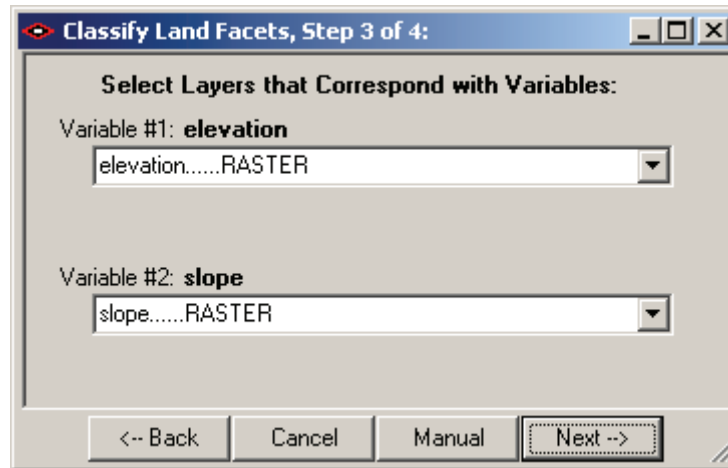 Classify Land Facets, Step 3 of 4:
Select Layers that Correspond with Variables:
Variable #1: elevation
elevation......RASTER
Variable #2: slope
slope......RASTER
<-- Back Cancel Manual Next -->